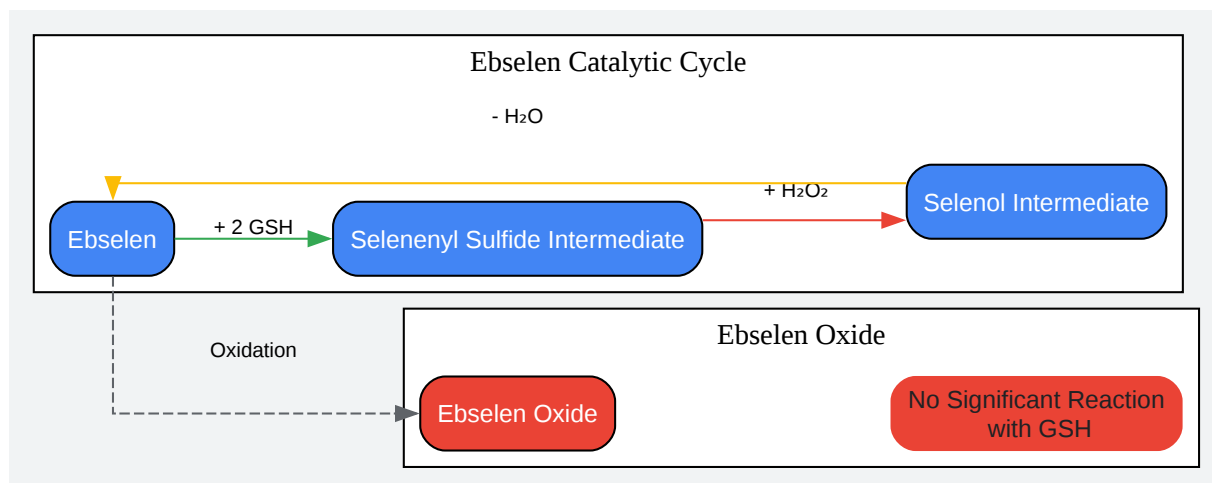 Ebselen Catalytic Cycle
- H₂O
+ H₂O₂
Selenol Intermediate
Ebselen
+ 2 GSH
Selenenyl Sulfide Intermediate
Ebselen Oxide
Oxidation
Ebselen Oxide
No Significant Reaction
with GSH